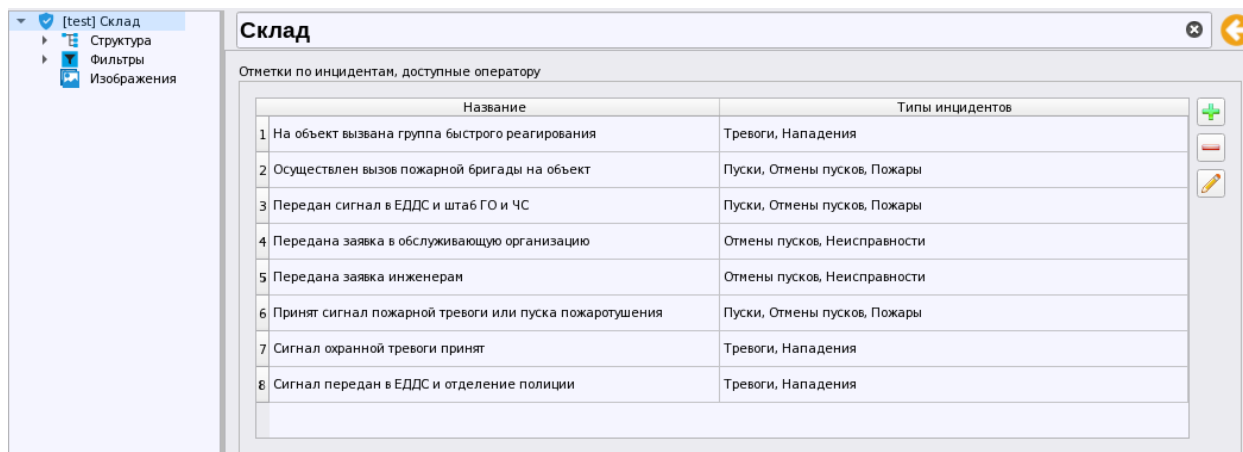 [test] Склад
Структура
Фильтры
Изображения
Склад
Отметки по инцидентам, доступные оператору
Название Типы инцидентов
1 На объект вызвана группа быстрого реагирования Тревоги, Нападения
2 Осуществлен вызов пожарной бригады на объект Пуски, Отмены пусков, Пожары
3 Передан сигнал в ЕДДС и штаб ГО и ЧС Пуски, Отмены пусков, Пожары
4 Передана заявка в обслуживающую организацию Отмены пусков, Неисправности
5 Передана заявка инженерам Отмены пусков, Неисправности
6 Принят сигнал пожарной тревоги или пуска пожаротушения Пуски, Отмены пусков, Пожары
7 Сигнал охранной тревоги принят Тревоги, Нападения
8 Сигнал передан в ЕДДС и отделение полиции Тревоги, Нападения